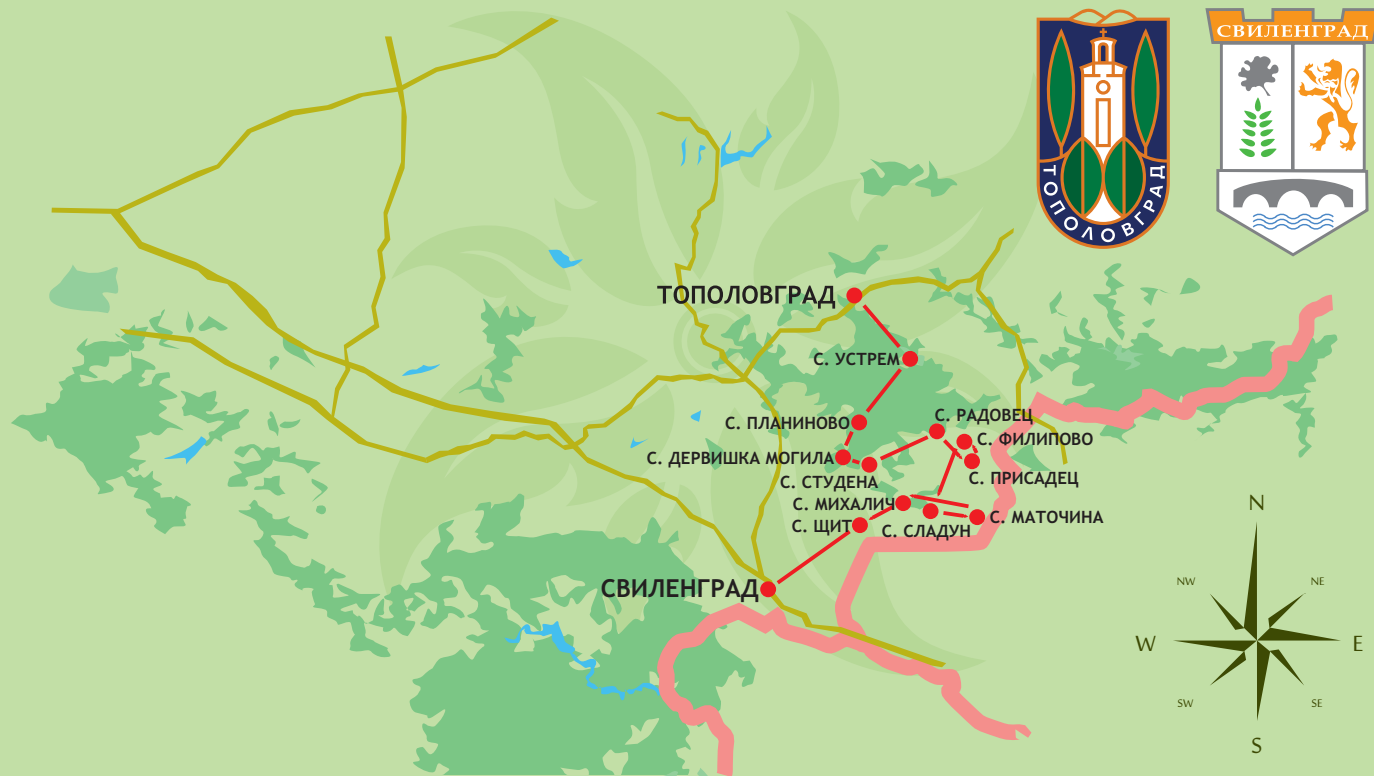 СВИЛЕНГРАД
ТОПОЛОВГРАД
ТОПОЛОВГРАД
С. УСТРЕМ
С. РАДОВЕЦ
С. ПЛАНИНОВО
С. ФИЛИПОВО
С. ДЕРВИШКА МОГИЛА
С. ПРИСАДЕЦ
С. СТУДЕНА
С. МИХАЛИЧ
С. МАТОЧИНА
С. ЩИТ
С. СЛАДУН
СВИЛЕНГРАД
N
NW
NE
W
E
SW
SE
S